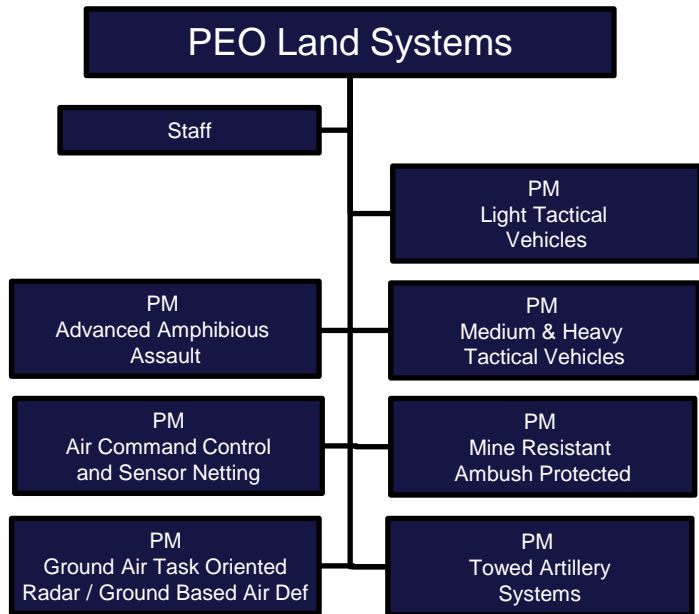 PEO Land Systems
Staff
PM
Light Tactical
Vehicles
PM
Advanced Amphibious
Assault
PM
Medium & Heavy
Tactical Vehicles
PM
Air Command Control
and Sensor Netting
PM
Mine Resistant
Ambush Protected
PM
Ground Air Task Oriented
Radar / Ground Based Air Def
PM
Towed Artillery
Systems